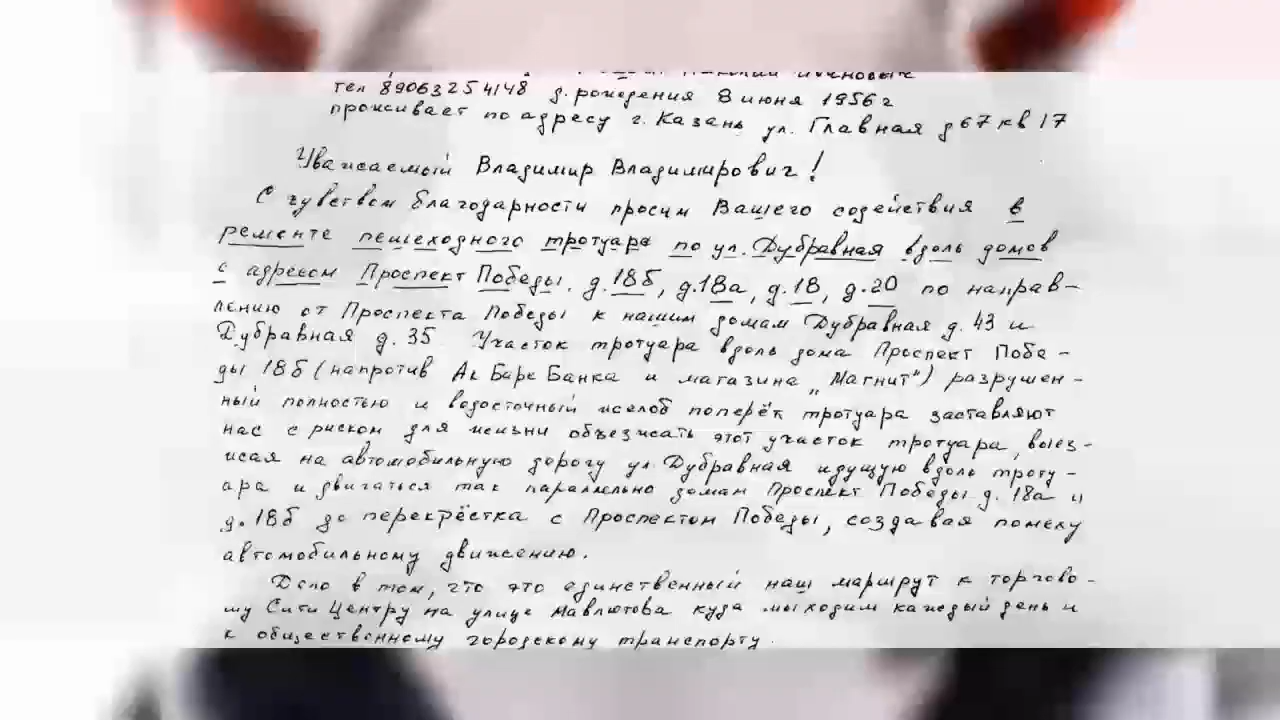 тел 89063254148 д. рождения 8 июня 1956г
проживает по адресу г. Казань ул. Главная д 67 кв 17
Уважаемый Владимир Владимирович!
С чувством благодарности просим Вашего содействия в
ремонте пешеходного тротуара по ул. Дубравная вдоль домов
с адресом Проспект Победы. д.18б, д.18а, д.18, д.20 по направ-
лению от Проспекта Победы к нашим домам Дубравная д. 43 и
Дубравная д. 35 Участок тротуара вдоль дома Проспект Побе-
ды 18б (напротив Ак Барс Банка и магазина „Магнит") разрушен-
ный полностью и водосточный желоб поперёк тротуара заставляют
нас с риском для жизни объезжать этот участок тротуара, выез-
жая на автомобильную дорогу ул. Дубравная идущую вдоль троту-
ара и двигаться так параллельно домам Проспект Победы д. 18а и
д. 18б до перекрёстка с Проспектом Победы, создавая помеху
автомобильному движению.
Дело в том, что это единственный наш маршрут к торгово-
му Сити Центру на улице Мавлютова куда мы ходим каждый день и
к общественному городскому транспорту.